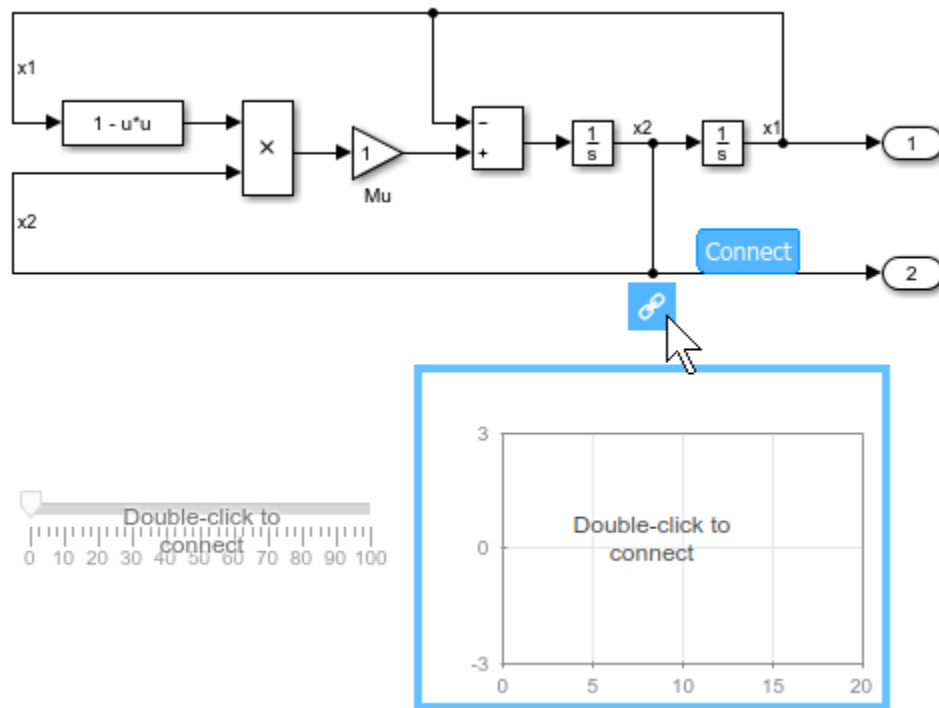 x1
1 - u*u
×
1
Mu
−
+
1
s
x2
1
s
x1
1
x2
Connect
2
Double-click to
connect
0 10 20 30 40 50 60 70 80 90 100
3
0
-3
Double-click to
connect
0 5 10 15 20